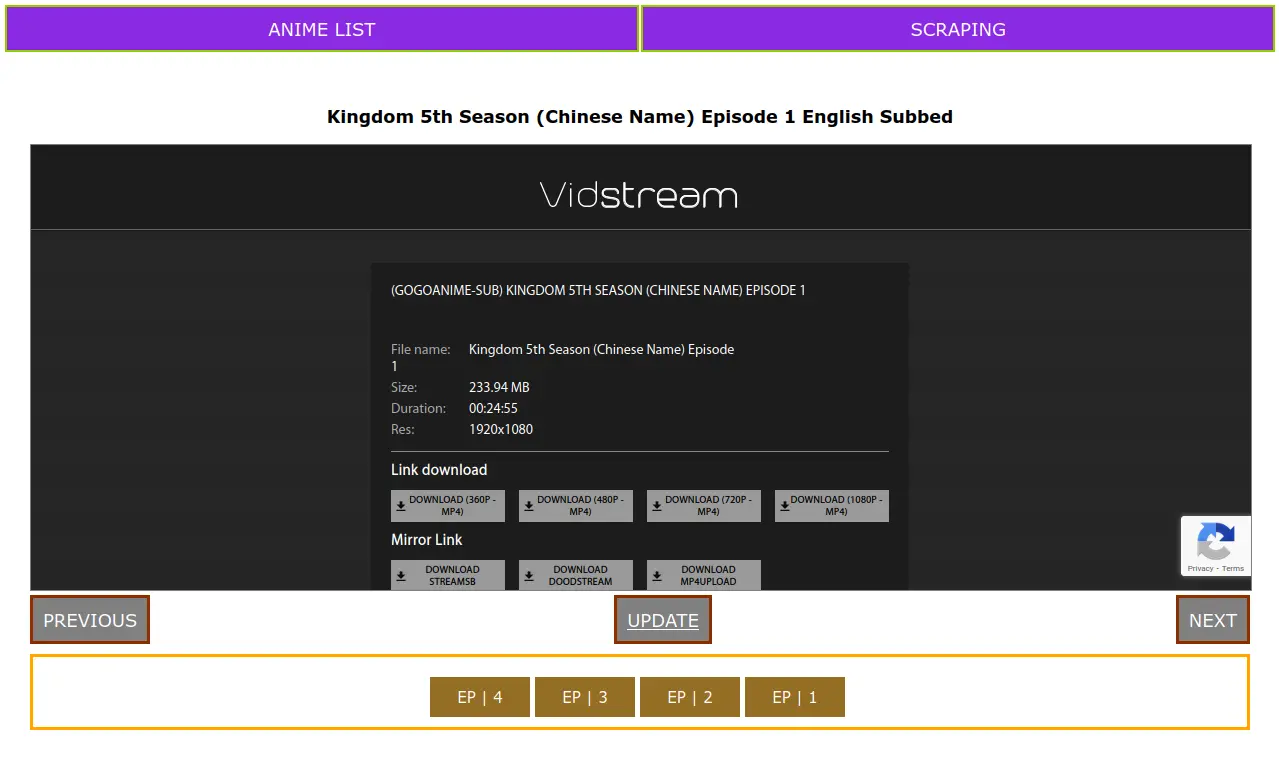 ANIME LIST
SCRAPING
Kingdom 5th Season (Chinese Name) Episode 1 English Subbed
Vidstream
(GOGOANIME-SUB) KINGDOM 5TH SEASON (CHINESE NAME) EPISODE 1
File name: Kingdom 5th Season (Chinese Name) Episode
1
Size: 233.94 MB
Duration: 00:24:55
Res: 1920x1080
Link download
DOWNLOAD (360P -
MP4)
DOWNLOAD (480P -
MP4)
DOWNLOAD (720P -
MP4)
DOWNLOAD (1080P -
MP4)
Mirror Link
DOWNLOAD
STREAMSB
DOWNLOAD
DOODSTREAM
DOWNLOAD
MP4UPLOAD
Privacy - Terms
PREVIOUS
UPDATE
NEXT
EP | 4
EP | 3
EP | 2
EP | 1